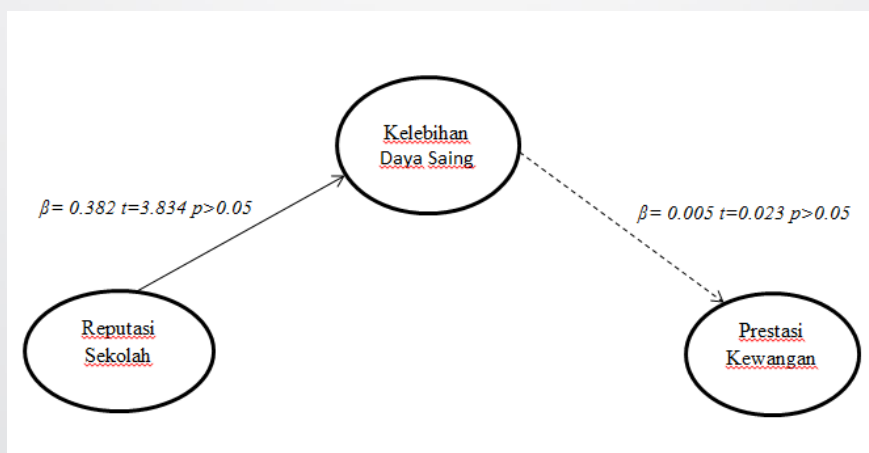 Kelebihan
Daya Saing
β= 0.382 t=3.834 p>0.05
β= 0.005 t=0.023 p>0.05
Reputasi
Sekolah
Prestasi
Kewangan